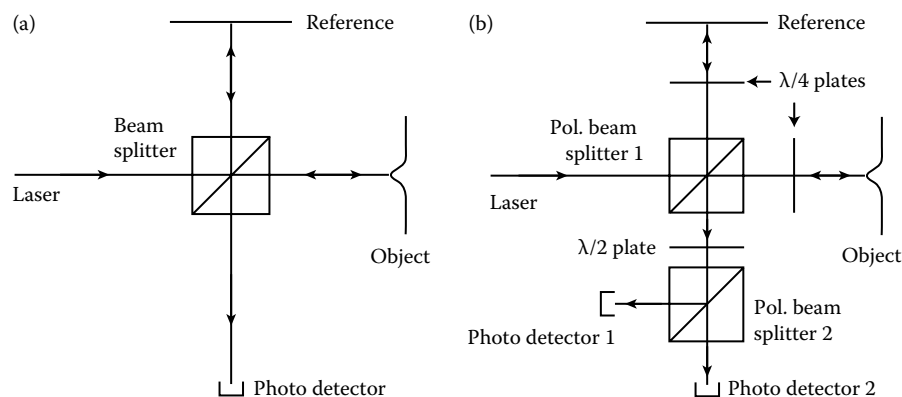 (a)
Reference
Beam
splitter
Laser
Object
Photo detector
(b)
Reference
λ/4 plates
Pol. beam
splitter 1
Laser
Object
λ/2 plate
Pol. beam
splitter 2
Photo detector 1
Photo detector 2